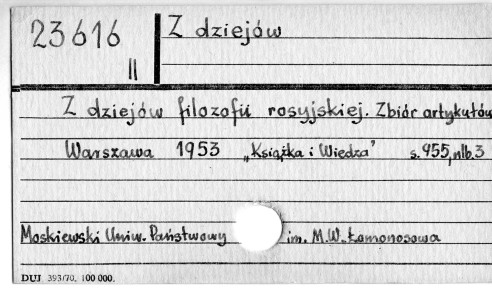 23616
II
Z dziejów
Z dziejów filozofii rosyjskiej. Zbiór artykułów
Warszawa 1953 „Książka i Wiedza" s. 955, nlb. 3
Moskiewski Uniw. Państwowy im. M.W. Łomonosowa
DUJ 393/70. 100 000.